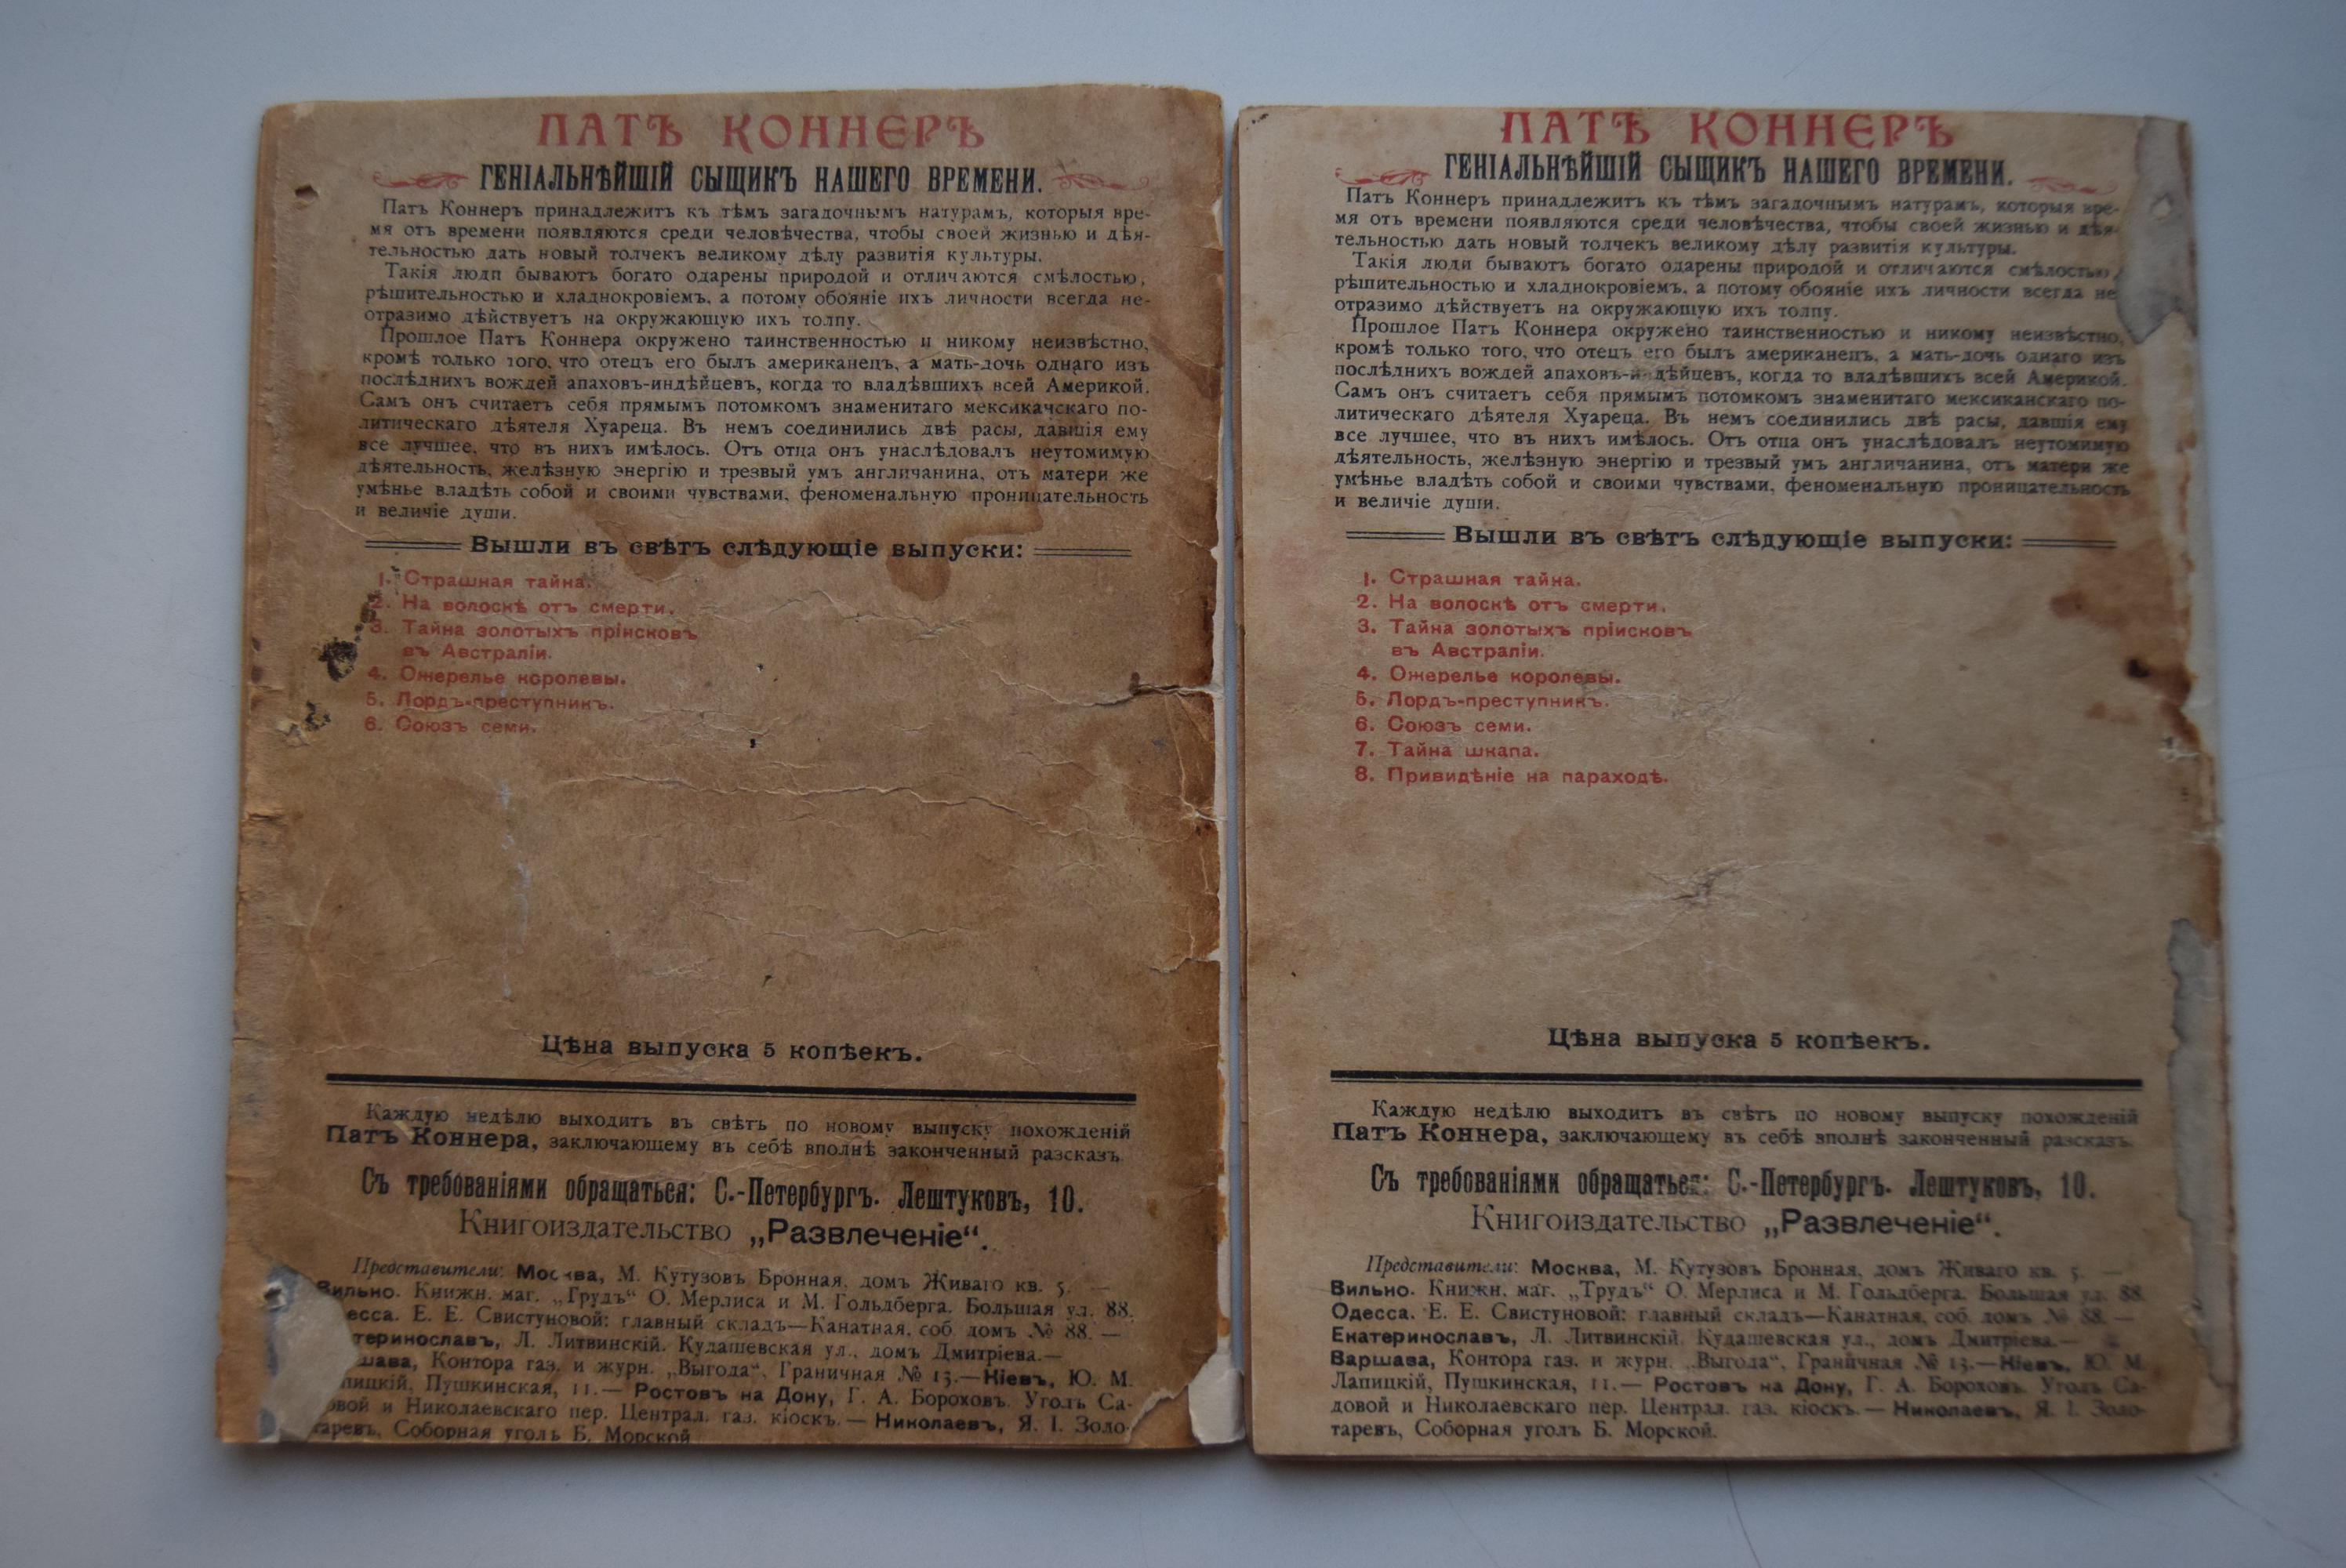 ПАТЪ КОННЕРЪ
ГЕНІАЛЬНѢЙШІЙ СЫЩИКЪ НАШЕГО ВРЕМЕНИ.
Патъ Коннеръ принадлежитъ къ тѣмъ загадочнымъ натурамъ, которыя вре-
мя отъ времени появляются среди человѣчества, чтобы своей жизнью и дѣя-
тельностью дать новый толчекъ великому дѣлу развитія культуры.
Такія люди бываютъ богато одарены природой и отличаются смѣлостью,
рѣшительностью и хладнокровіемъ, а потому обояніе ихъ личности всегда не-
отразимо дѣйствуетъ на окружающую ихъ толпу.
Прошлое Патъ Коннера окружено таинственностью и никому неизвѣстно,
кромѣ только того, что отецъ его былъ американецъ, а мать-дочь однаго изъ
послѣднихъ вождей апаховъ-индѣйцевъ, когда то владѣвшихъ всей Америкой.
Самъ онъ считаетъ себя прямымъ потомкомъ знаменитаго мексикачскаго по-
литическаго дѣятеля Хуареца. Въ немъ соединились двѣ расы, давшія ему
все лучшее, что въ нихъ имѣлось. Отъ отца онъ унаслѣдовалъ неутомимую
дѣятельность, желѣзную энергію и трезвый умъ англичанина, отъ матери же
умѣнье владѣть собой и своими чувствами, феноменальную проницательность
и величіе души.
Вышли въ свѣтъ слѣдующіе выпуски:
1. Страшная тайна.
2. На волоскѣ отъ смерти.
3. Тайна золотыхъ пріисковъ
въ Австраліи.
4. Ожерелье королевы.
5. Лордъ-преступникъ.
6. Союзъ семи.
Цѣна выпуска 5 копѣекъ.
Каждую недѣлю выходитъ въ свѣтъ по новому выпуску похожденій
Патъ Коннера, заключающему въ себѣ вполнѣ законченный разсказъ
Съ требованіями обращаться: С.-Петербургъ. Лештуковъ, 10.
Книгоиздательство „Развлеченіе“.
Представители: Москва, М. Кутузовъ Бронная, домъ Живаго кв. 5. —
Вильно. Книжн. маг. „Трудъ“ О. Мерлиса и М. Гольдберга. Большая ул. 88.
есса. Е. Е. Свистуновой: главный складъ—Канатная, соб. домъ № 88. —
теринославъ, Л. Литвинскій. Кудашевская ул., домъ Дмитріева.—
шава, Контора газ. и журн. „Выгода“, Граничная № 13.—Кіевъ, Ю. М.
пицкій, Пушкинская, 11.— Ростовъ на Дону, Г. А. Бороховъ. Уголъ Са-
овой и Николаевскаго пер. Централ. газ. кіоскъ. — Николаевъ, Я. І. Золо-
таревъ, Соборная уголъ Б. Морской
ПАТЪ КОННЕРЪ
ГЕНІАЛЬНѢЙШІЙ СЫЩИКЪ НАШЕГО ВРЕМЕНИ.
Патъ Коннеръ принадлежитъ къ тѣмъ загадочнымъ натурамъ, которыя вре-
мя отъ времени появляются среди человѣчества, чтобы своей жизнью и дѣя-
тельностью дать новый толчекъ великому дѣлу развитія культуры.
Такія люди бываютъ богато одарены природой и отличаются смѣлостью,
рѣшительностью и хладнокровіемъ, а потому обояніе ихъ личности всегда не
отразимо дѣйствуетъ на окружающую ихъ толпу.
Прошлое Патъ Коннера окружено таинственностью и никому неизвѣстно,
кромѣ только того, что отецъ его былъ американецъ, а мать-дочь однаго изъ
послѣднихъ вождей апаховъ-индѣйцевъ, когда то владѣвшихъ всей Америкой.
Самъ онъ считаетъ себя прямымъ потомкомъ знаменитаго мексиканскаго по-
литическаго дѣятеля Хуареца. Въ немъ соединились двѣ расы, давшія ему
все лучшее, что въ нихъ имѣлось. Отъ отца онъ унаслѣдовалъ неутомимую
дѣятельность, желѣзную энергію и трезвый умъ англичанина, отъ матери же
умѣнье владѣть собой и своими чувствами, феноменальную проницательность
и величіе души.
Вышли въ свѣтъ слѣдующіе выпуски:
1. Страшная тайна.
2. На волоскѣ отъ смерти.
3. Тайна золотыхъ пріисковъ
въ Австраліи.
4. Ожерелье королевы.
5. Лордъ-преступникъ.
6. Союзъ семи.
7. Тайна шкапа.
8. Привидѣніе на параходѣ.
Цѣна выпуска 5 копѣекъ.
Каждую недѣлю выходитъ въ свѣтъ по новому выпуску похожденій
Патъ Коннера, заключающему въ себѣ вполнѣ законченный разсказъ
Съ требованіями обращаться: С.-Петербургъ. Лештуковъ, 10.
Книгоиздательство „Развлеченіе“.
Представители: Москва, М. Кутузовъ Бронная, домъ Живаго кв. 5. —
Вильно. Книжн. маг. „Трудъ“ О. Мерлиса и М. Гольдберга. Большая ул. 88.
Одесса. Е. Е. Свистуновой: главный складъ—Канатная, соб. домъ № 88. —
Екатеринославъ, Л. Литвинскій. Кудашевская ул., домъ Дмитріева.—
Варшава, Контора газ. и журн. „Выгода“, Граничная № 13.—Кіевъ, Ю. М.
Лапицкій, Пушкинская, 11.— Ростовъ на Дону, Г. А. Бороховъ. Уголъ Са-
довой и Николаевскаго пер. Централ. газ. кіоскъ. — Николаевъ, Я. І. Золо-
таревъ, Соборная уголъ Б. Морской.